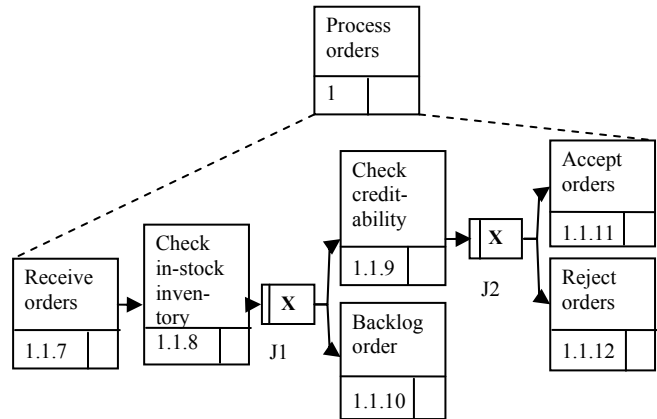 Process
orders
1
Receive
orders
1.1.7
Check
in-stock
inven-
tory
1.1.8
X
J1
Check
credit-
ability
1.1.9
Backlog
order
1.1.10
X
J2
Accept
orders
1.1.11
Reject
orders
1.1.12